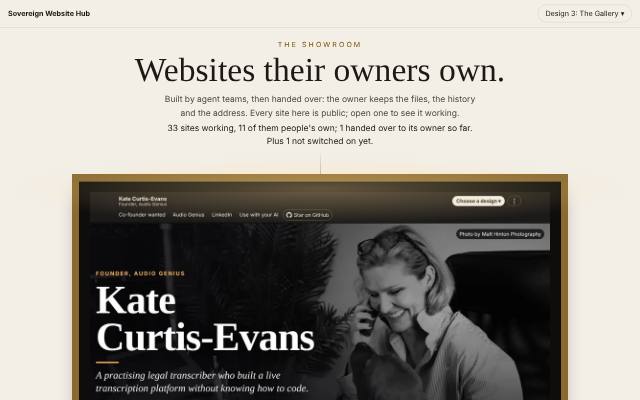 Sovereign Website Hub
Design 3: The Gallery ▾
THE SHOWROOM
Websites their owners own.
Built by agent teams, then handed over: the owner keeps the files, the history
and the address. Every site here is public; open one to see it working.
33 sites working, 11 of them people's own; 1 handed over to its owner so far.
Plus 1 not switched on yet.
Kate Curtis-Evans
Founder, Audio Genius
Choose a design ▾
Co-founder wanted Audio Genius LinkedIn Use with your AI Star on GitHub
Photo by Matt Hinton Photography
FOUNDER, AUDIO GENIUS
Kate
Curtis-Evans
A practising legal transcriber who built a live
transcription platform without knowing how to code.